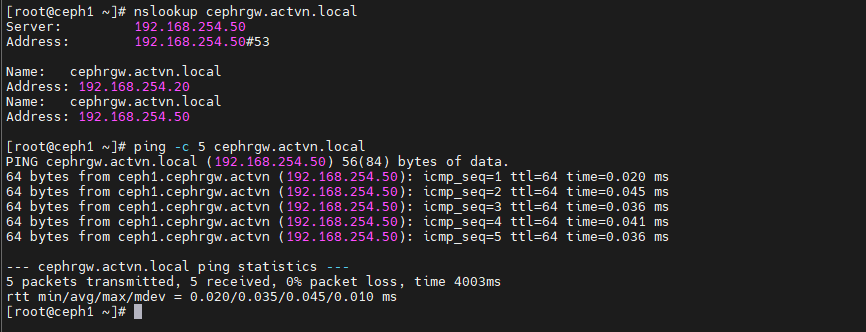 [root@ceph1 ~]# nslookup cephrgw.actvn.local
Server:         192.168.254.50
Address:        192.168.254.50#53

Name:   cephrgw.actvn.local
Address: 192.168.254.20
Name:   cephrgw.actvn.local
Address: 192.168.254.50

[root@ceph1 ~]# ping -c 5 cephrgw.actvn.local
PING cephrgw.actvn.local (192.168.254.50) 56(84) bytes of data.
64 bytes from ceph1.cephrgw.actvn (192.168.254.50): icmp_seq=1 ttl=64 time=0.020 ms
64 bytes from ceph1.cephrgw.actvn (192.168.254.50): icmp_seq=2 ttl=64 time=0.045 ms
64 bytes from ceph1.cephrgw.actvn (192.168.254.50): icmp_seq=3 ttl=64 time=0.036 ms
64 bytes from ceph1.cephrgw.actvn (192.168.254.50): icmp_seq=4 ttl=64 time=0.041 ms
64 bytes from ceph1.cephrgw.actvn (192.168.254.50): icmp_seq=5 ttl=64 time=0.036 ms

--- cephrgw.actvn.local ping statistics ---
5 packets transmitted, 5 received, 0% packet loss, time 4003ms
rtt min/avg/max/mdev = 0.020/0.035/0.045/0.010 ms
[root@ceph1 ~]#